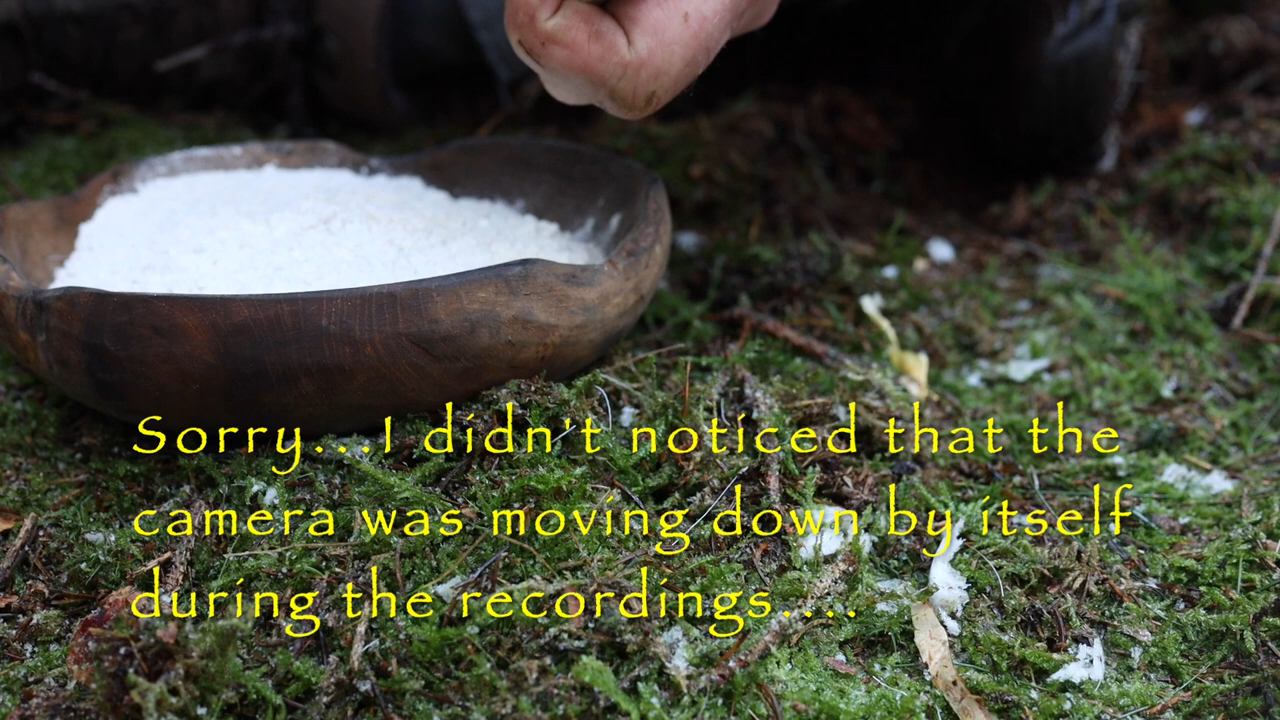 Sorry...I didn't noticed that the
camera was moving down by itself
during the recordings....